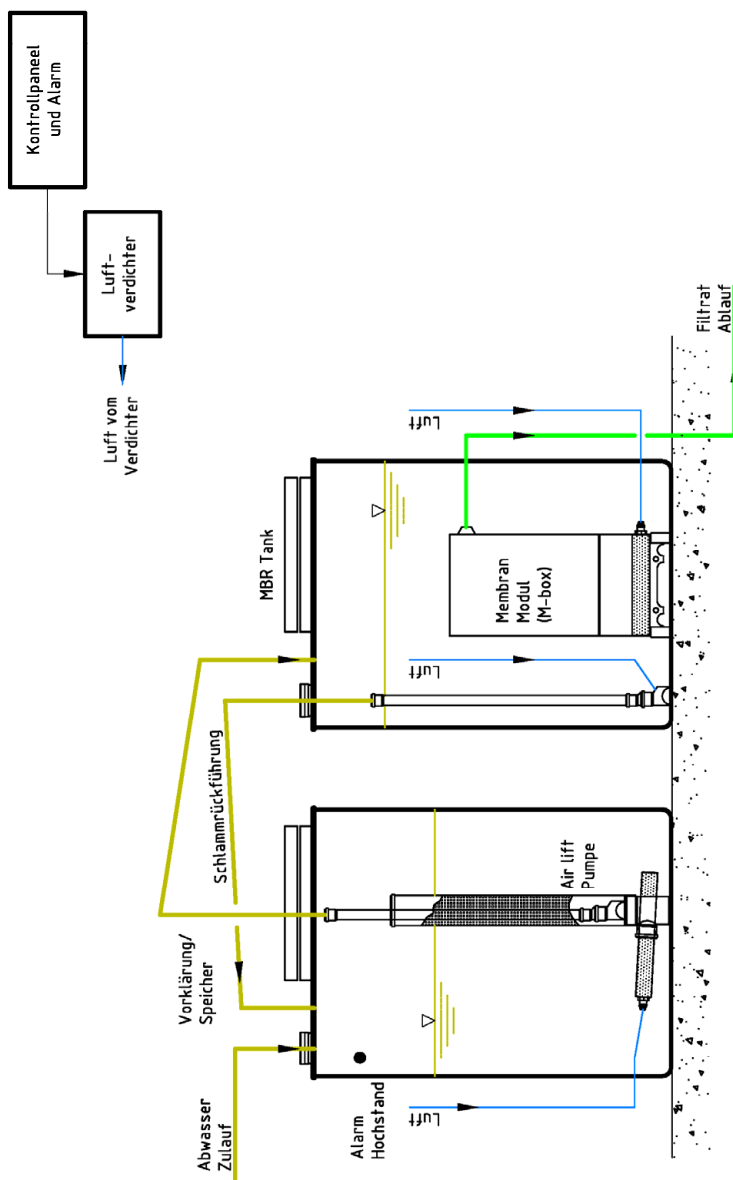 Kontrollpaneel
und Alarm
Luft-
verdichter
Luft vom
Verdichter
MBR Tank
Schlammrückführung
Vorklärung/
Speicher
Abwasser
Zulauf
Alarm
Hochstand
Luft
Air lift
Pumpe
Luft
Membran
Modul
(M-box)
Luft
Filtrat
Ablauf